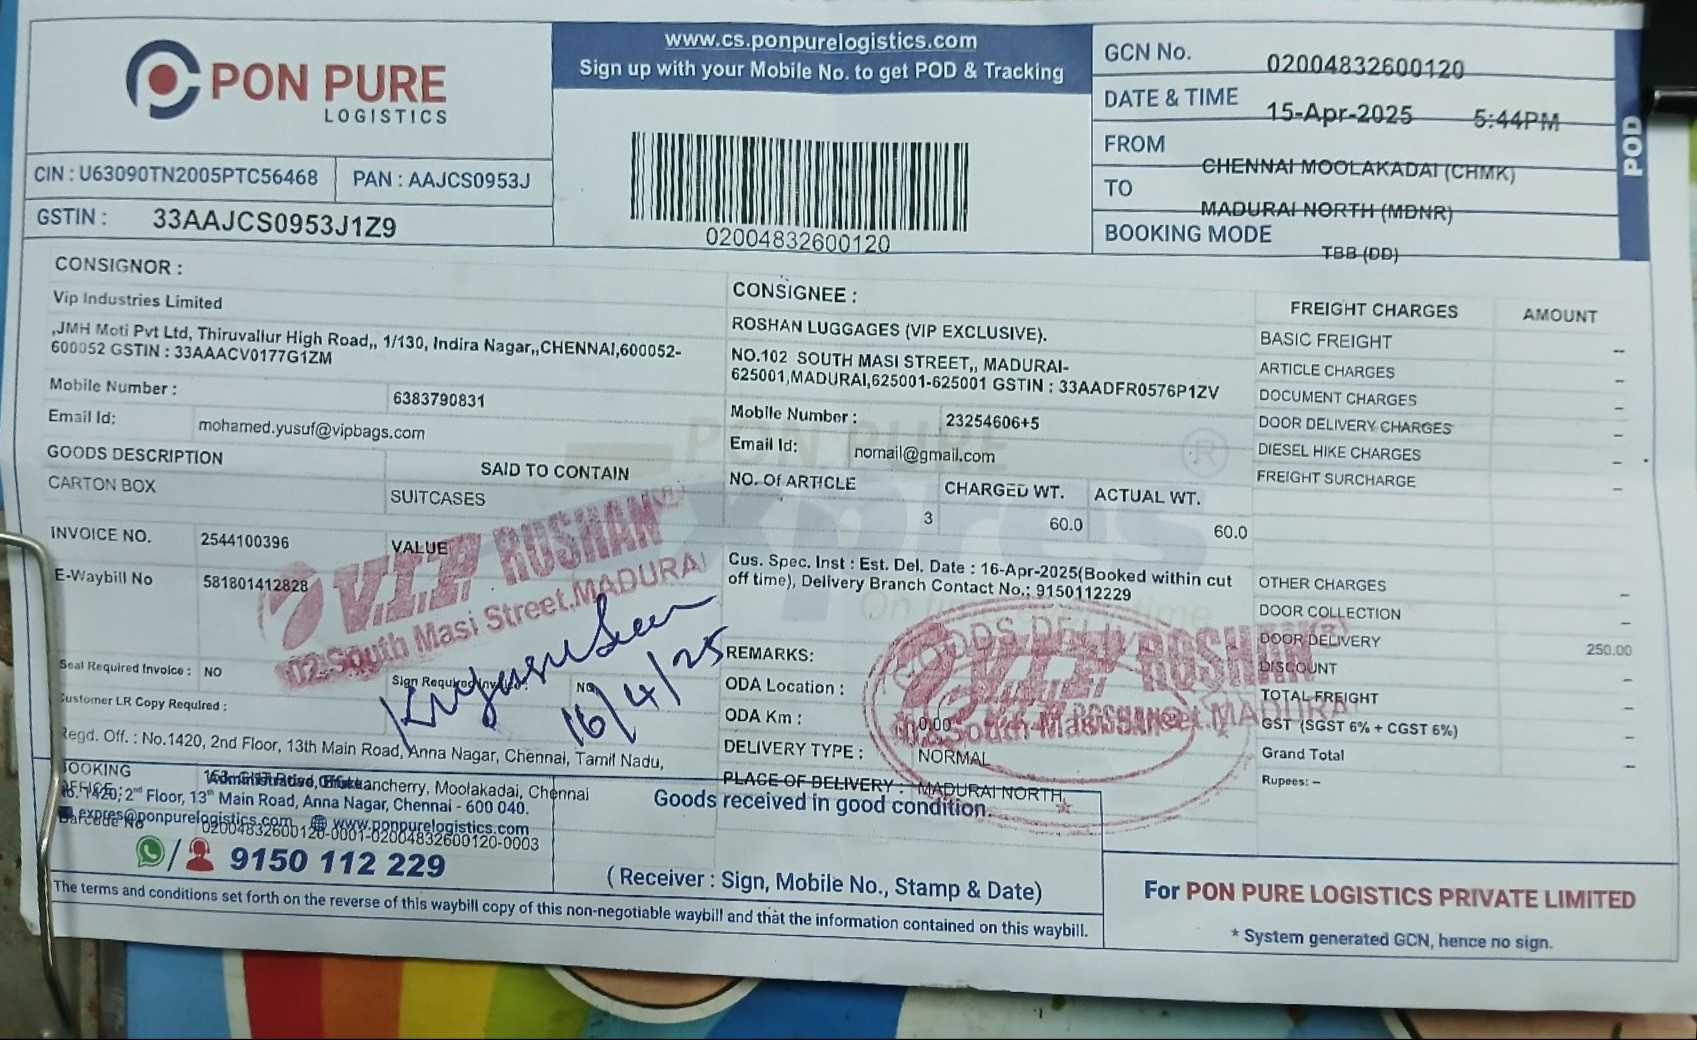 PON PURE
LOGISTICS
CIN : U63090TN2005PTC56468
PAN : AAJCS0953J
GSTIN : 33AAJCS0953J1Z9
www.cs.ponpurelogistics.com
Sign up with your Mobile No. to get POD & Tracking
02004832600120
GCN No. 02004832600120
DATE & TIME 15-Apr-2025 5:44PM
FROM CHENNAI MOOLAKADAI (CHMK)
TO MADURAI NORTH (MDNR)
BOOKING MODE TBB (DD)
POD
CONSIGNOR :
Vip Industries Limited
,JMH Moti Pvt Ltd, Thiruvallur High Road,, 1/130, Indira Nagar,,CHENNAI,600052-
600052 GSTIN : 33AAACV0177G1ZM
Mobile Number : 6383790831
Email Id: mohamed.yusuf@vipbags.com
GOODS DESCRIPTION SAID TO CONTAIN
CARTON BOX SUITCASES
INVOICE NO. 2544100396 VALUE
E-Waybill No 581801412828
Seal Required Invoice : NO Sign Required NO
Customer LR Copy Required :
Regd. Off. : No.1420, 2nd Floor, 13th Main Road, Anna Nagar, Chennai, Tamil Nadu,
CONSIGNEE :
ROSHAN LUGGAGES (VIP EXCLUSIVE).
NO.102 SOUTH MASI STREET,, MADURAI-
625001,MADURAI,625001-625001 GSTIN : 33AADFR0576P1ZV
Mobile Number : 23254606+5
Email Id: nomail@gmail.com
NO. Of ARTICLE CHARGED WT. ACTUAL WT.
3 60.0 60.0
Cus. Spec. Inst : Est. Del. Date : 16-Apr-2025(Booked within cut
off time), Delivery Branch Contact No.: 9150112229
REMARKS:
ODA Location :
ODA Km : 0.00
DELIVERY TYPE : NORMAL
PLACE OF DELIVERY : MADURAI NORTH
FREIGHT CHARGES AMOUNT
BASIC FREIGHT --
ARTICLE CHARGES --
DOCUMENT CHARGES --
DOOR DELIVERY CHARGES --
DIESEL HIKE CHARGES --
FREIGHT SURCHARGE --
OTHER CHARGES --
DOOR COLLECTION --
DOOR DELIVERY 250.00
DISCOUNT --
TOTAL FREIGHT --
GST (SGST 6% + CGST 6%) --
Grand Total --
Rupees: --
V.I.P ROSHAN
102.South Masi Street.MADURAI
16/4/25
V.I.P ROSHAN
102.South Masi Street.MADURAI
BOOKING OFFICE : Moolakadai, Chennai
Administrative Office
No. 1420, 2nd Floor, 13th Main Road, Anna Nagar, Chennai - 600 040.
expres@ponpurelogistics.com www.ponpurelogistics.com
Barcode No 02004832600120-0001-02004832600120-0003
/ 9150 112 229
Goods received in good condition.
( Receiver : Sign, Mobile No., Stamp & Date)
The terms and conditions set forth on the reverse of this waybill copy of this non-negotiable waybill and that the information contained on this waybill.
For PON PURE LOGISTICS PRIVATE LIMITED
* System generated GCN, hence no sign.